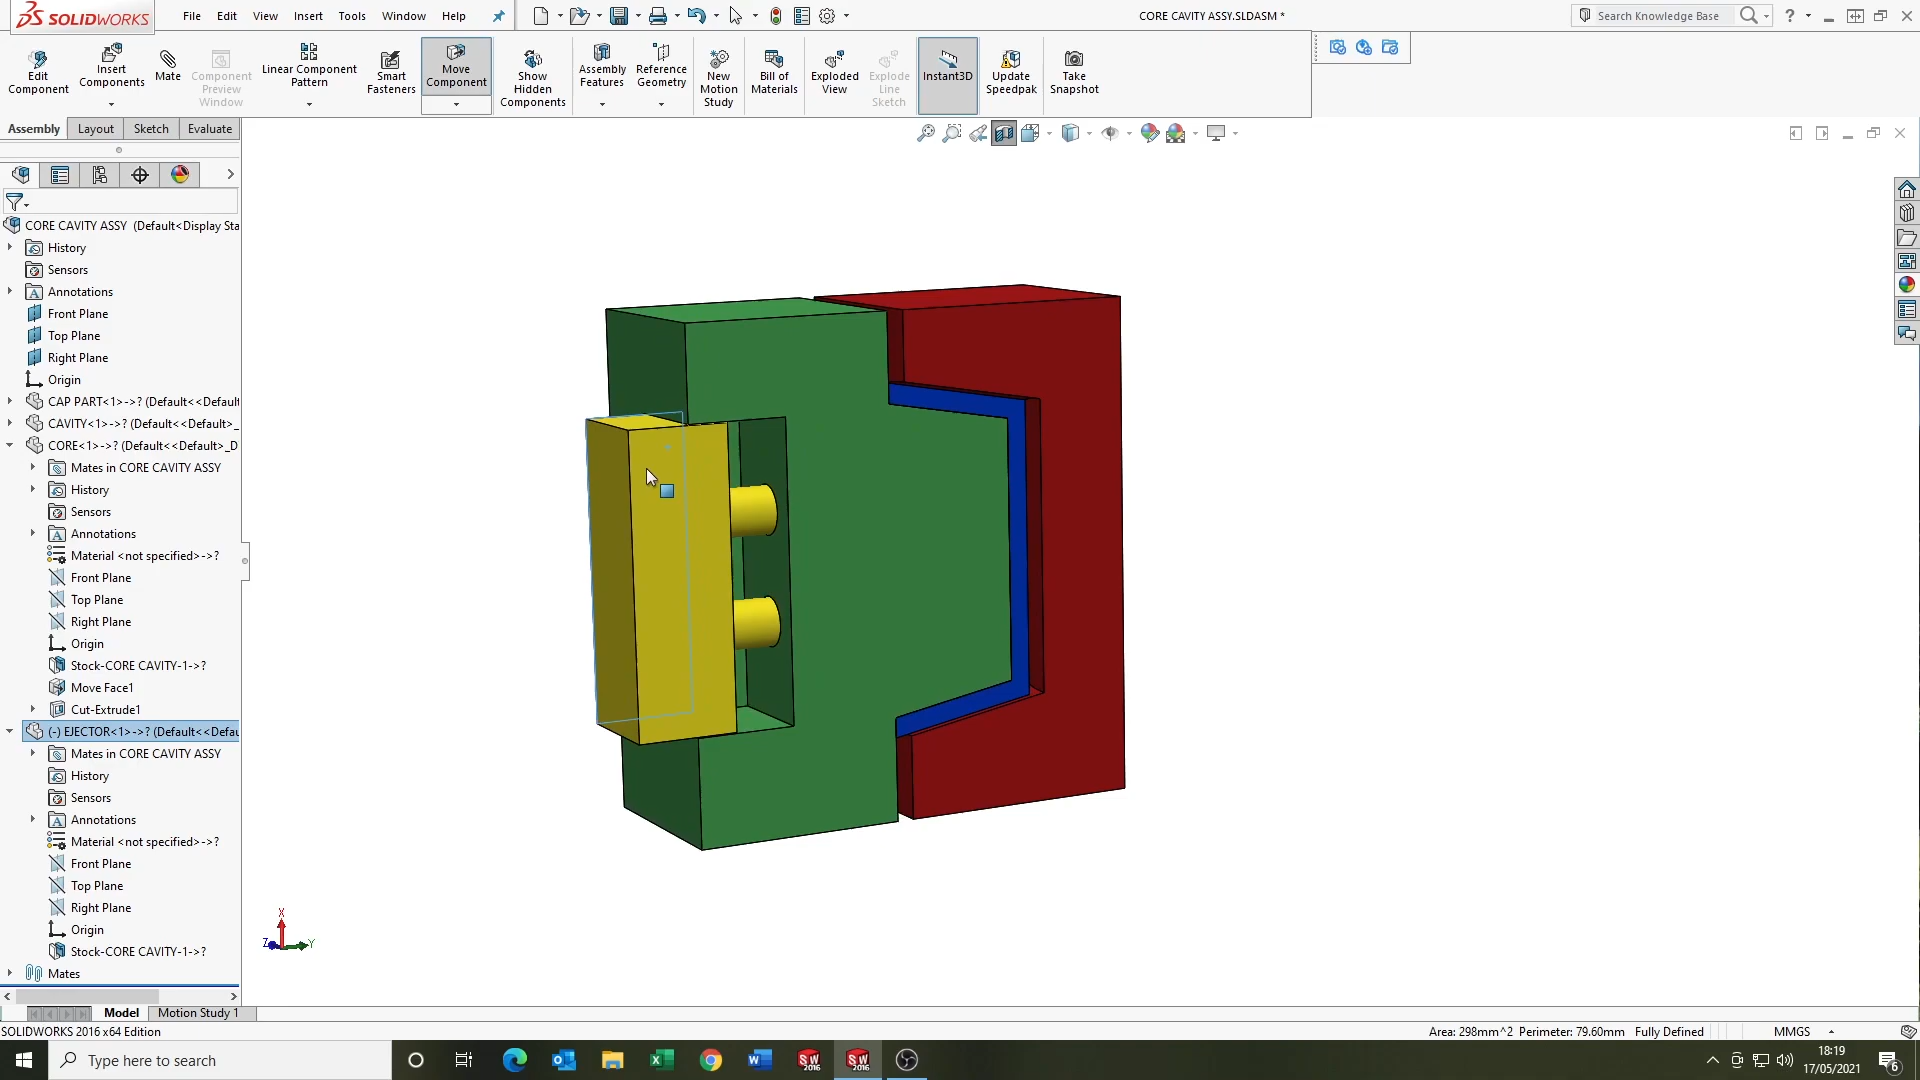 SOLIDWORKS
File Edit View Insert Tools Window Help
CORE CAVITY ASSY.SLDASM *
Search Knowledge Base
Edit Component
Insert Components
Mate
Component Preview Window
Linear Component Pattern
Smart Fasteners
Move Component
Show Hidden Components
Assembly Features
Reference Geometry
New Motion Study
Bill of Materials
Exploded View
Explode Line Sketch
Instant3D
Update Speedpak
Take Snapshot
Assembly Layout Sketch Evaluate
CORE CAVITY ASSY (Default<Display Sta
History
Sensors
Annotations
Front Plane
Top Plane
Right Plane
Origin
CAP PART<1>->? (Default<<Default
CAVITY<1>->? (Default<<Default>_
CORE<1>->? (Default<<Default>_D
Mates in CORE CAVITY ASSY
History
Sensors
Annotations
Material <not specified>->?
Front Plane
Top Plane
Right Plane
Origin
Stock-CORE CAVITY-1->?
Move Face1
Cut-Extrude1
(-) EJECTOR<1>->? (Default<<Defau
Mates in CORE CAVITY ASSY
History
Sensors
Annotations
Material <not specified>->?
Front Plane
Top Plane
Right Plane
Origin
Stock-CORE CAVITY-1->?
Mates
X
Z Y
Model Motion Study 1
SOLIDWORKS 2016 x64 Edition
Area: 298mm^2 Perimeter: 79.60mm Fully Defined MMGS
Type here to search
SW 2016
SW 2016
18:19
17/05/2021
6